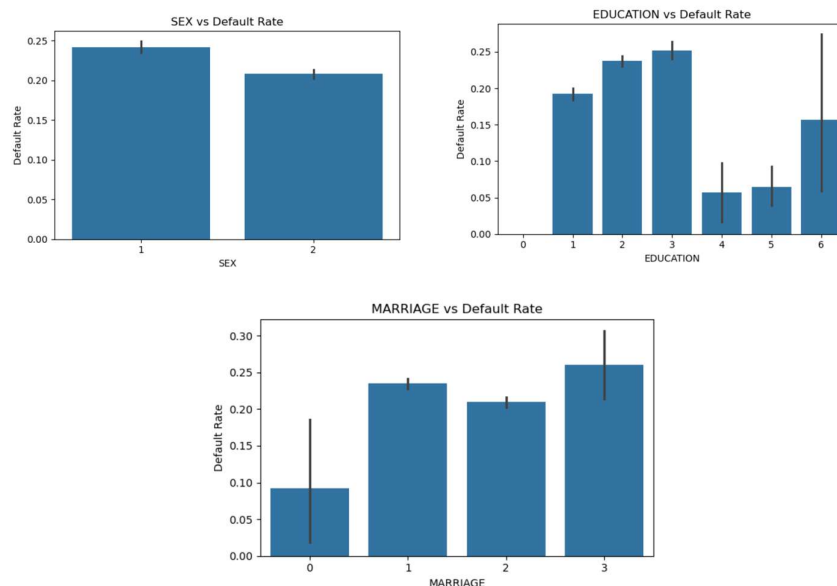 SEX vs Default Rate
Default Rate
0.25
0.20
0.15
0.10
0.05
0.00
1 2
SEX
EDUCATION vs Default Rate
Default Rate
0.25
0.20
0.15
0.10
0.05
0.00
0 1 2 3 4 5 6
EDUCATION
MARRIAGE vs Default Rate
Default Rate
0.30
0.25
0.20
0.15
0.10
0.05
0.00
0 1 2 3
MARRIAGE